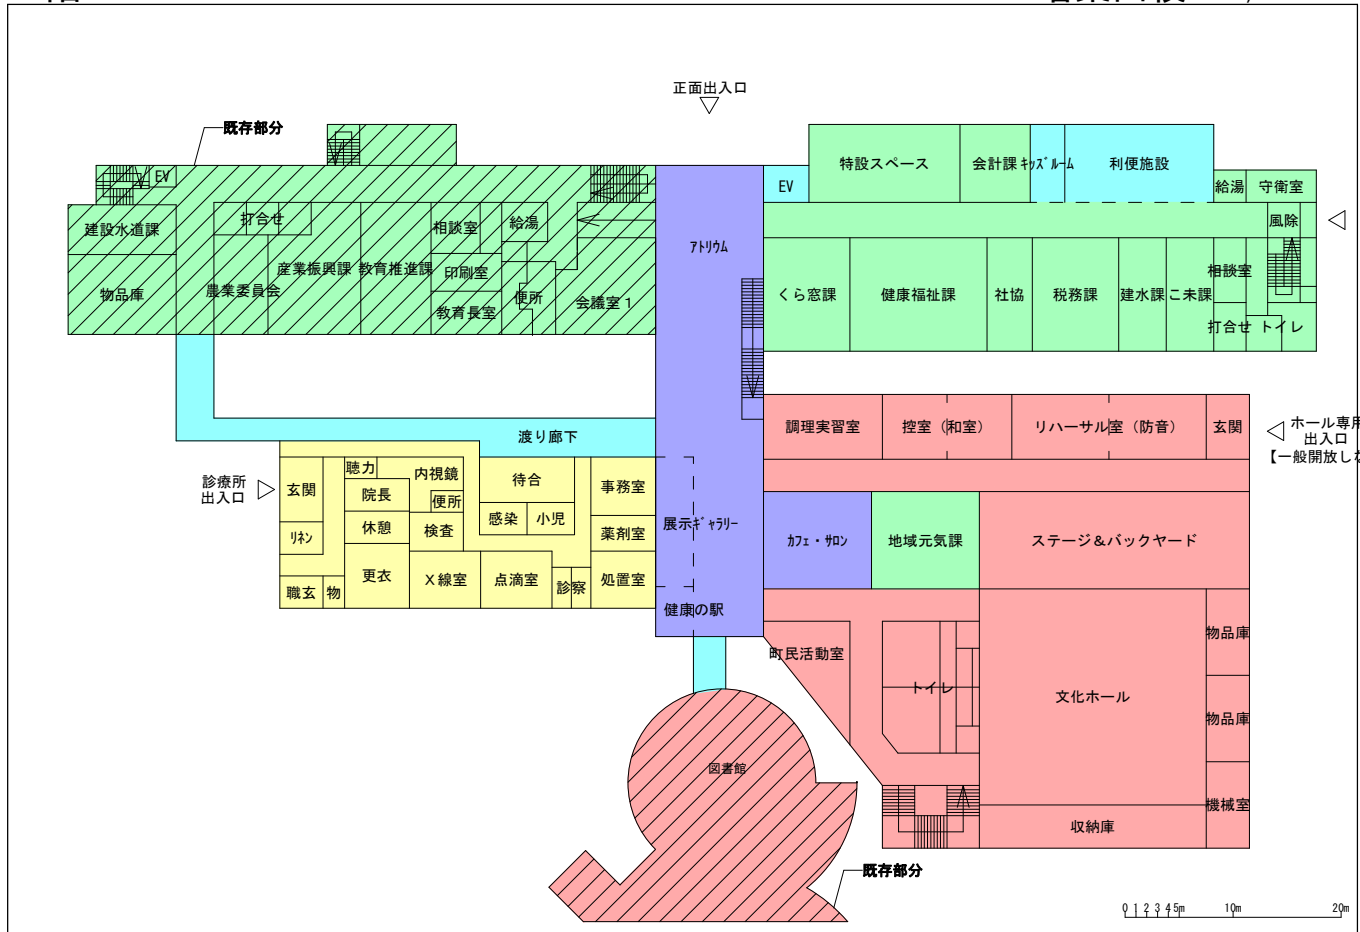 正面出入口
既存部分
特設スペース
会計課
ｷｯｽﾞﾙｰﾑ
利便施設
EV
EV
給湯
守衛室
建設水道課
打合せ
相談室
給湯
風除
アトリウム
産業振興課
教育推進課
印刷室
物品庫
農業委員会
便所
会議室１
教育長室
くら窓課
健康福祉課
社協
税務課
建水課
こ未課
相談室
打合せ
トイレ
渡り廊下
調理実習室
控室（和室）
リハーサル室（防音）
玄関
ホール専用
出入口
【一般開放しな
診療所
出入口
玄関
聴力
内視鏡
待合
事務室
院長
便所
リネン
休憩
検査
感染
小児
薬剤室
展示ｷﾞｬﾗﾘｰ
カフェ・サロン
地域元気課
ステージ＆バックヤード
職玄
物
更衣
Ｘ線室
点滴室
診察
処置室
健康の駅
町民活動室
トイレ
文化ホール
物品庫
物品庫
機械室
収納庫
図書館
既存部分
0 1 2 3 4 5m 10m 20m